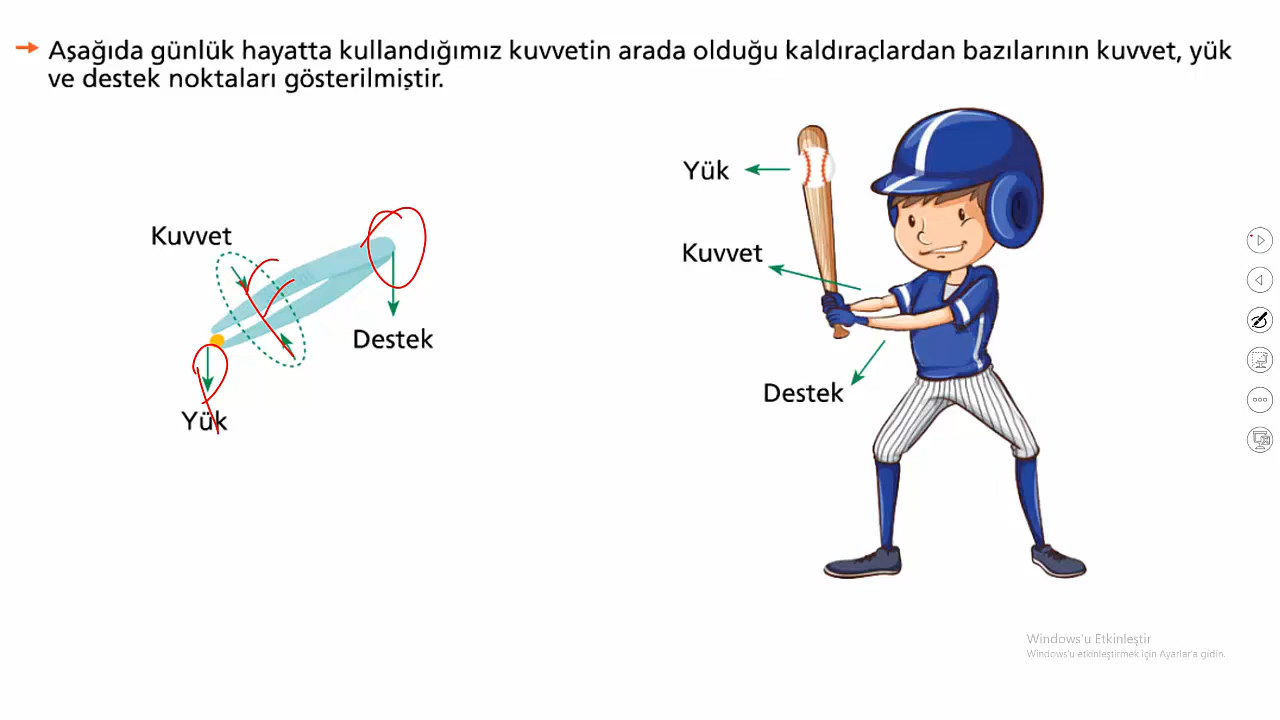 Aşağıda günlük hayatta kullandığımız kuvvetin arada olduğu kaldıraçlardan bazılarının kuvvet, yük
ve destek noktaları gösterilmiştir.
Kuvvet
Destek
Yük
Yük
Kuvvet
Destek
Windows'u Etkinleştir
Windows'u etkinleştirmek için Ayarlar'a gidin.